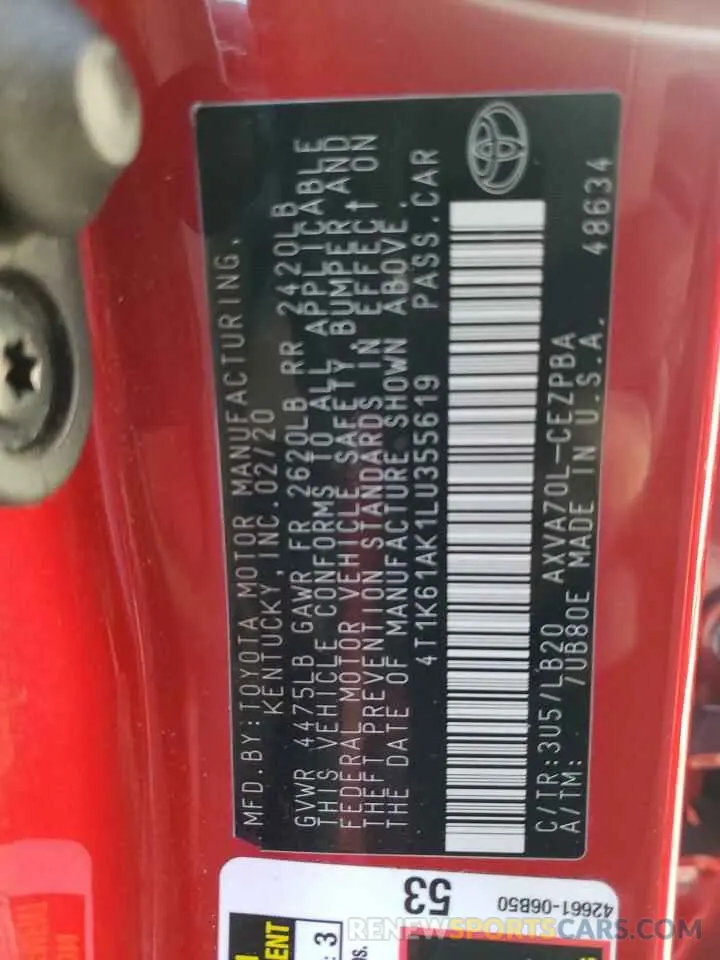 MFD.BY:TOYOTA MOTOR MANUFACTURING,
KENTUCKY, INC.02/20
GVWR 4475LB GAWR FR 2620LB RR 2420LB
THIS VEHICLE CONFORMS TO ALL APPLICABLE
FEDERAL MOTOR VEHICLE SAFETY, BUMPER, AND
THEFT PREVENTION STANDARDS IN EFFECT ON
THE DATE OF MANUFACTURE SHOWN ABOVE.
4T1K61AK1LU355619 PASS.CAR
C/TR:3U5/LB20 AXVA70L-CEZPBA 48634
A/TM: 7UB80E MADE IN U.S.A.
53
42661-06B50
ENT
: 3
RENEWSPORTSCARS.COM